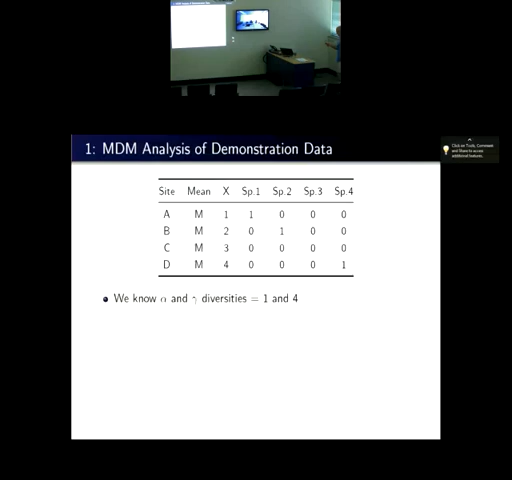 1: MDM Analysis of Demonstration Data
Site Mean X Sp.1 Sp.2 Sp.3 Sp.4
A M 1 1 0 0 0
B M 2 0 1 0 0
C M 3 0 0 0 0
D M 4 0 0 0 1
We know α and γ diversities = 1 and 4
Click on Tools, Comment
and Share to access
additional features.